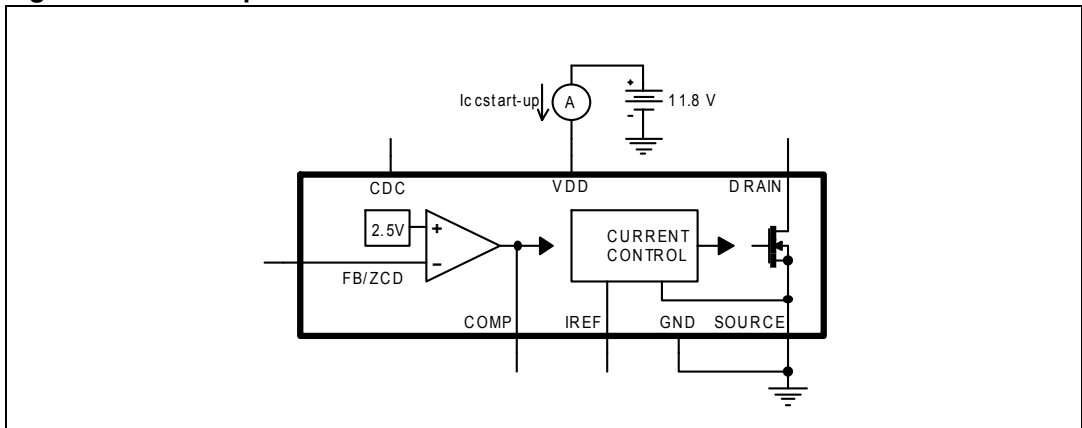 Iccstart-up
A
+
-
11.8 V
CDC
VDD
DRAIN
2.5V
+
-
CURRENT
CONTROL
FB/ZCD
COMP
IREF
GND
SOURCE